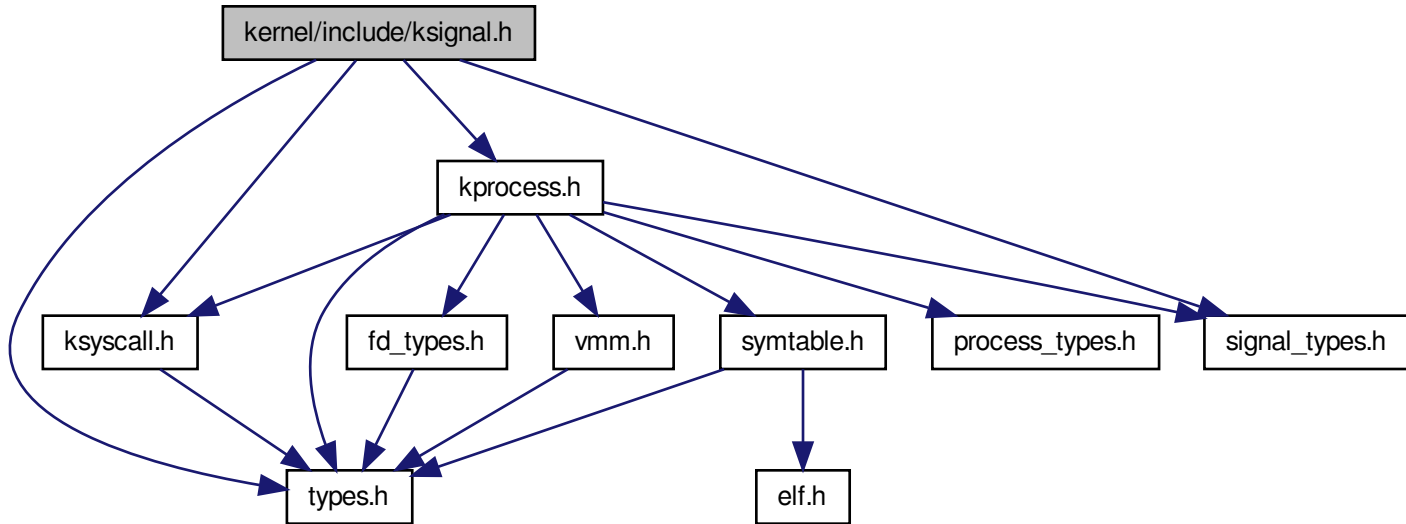 kernel/include/ksignal.h
kprocess.h
ksyscall.h
fd_types.h
vmm.h
symtable.h
process_types.h
signal_types.h
types.h
elf.h